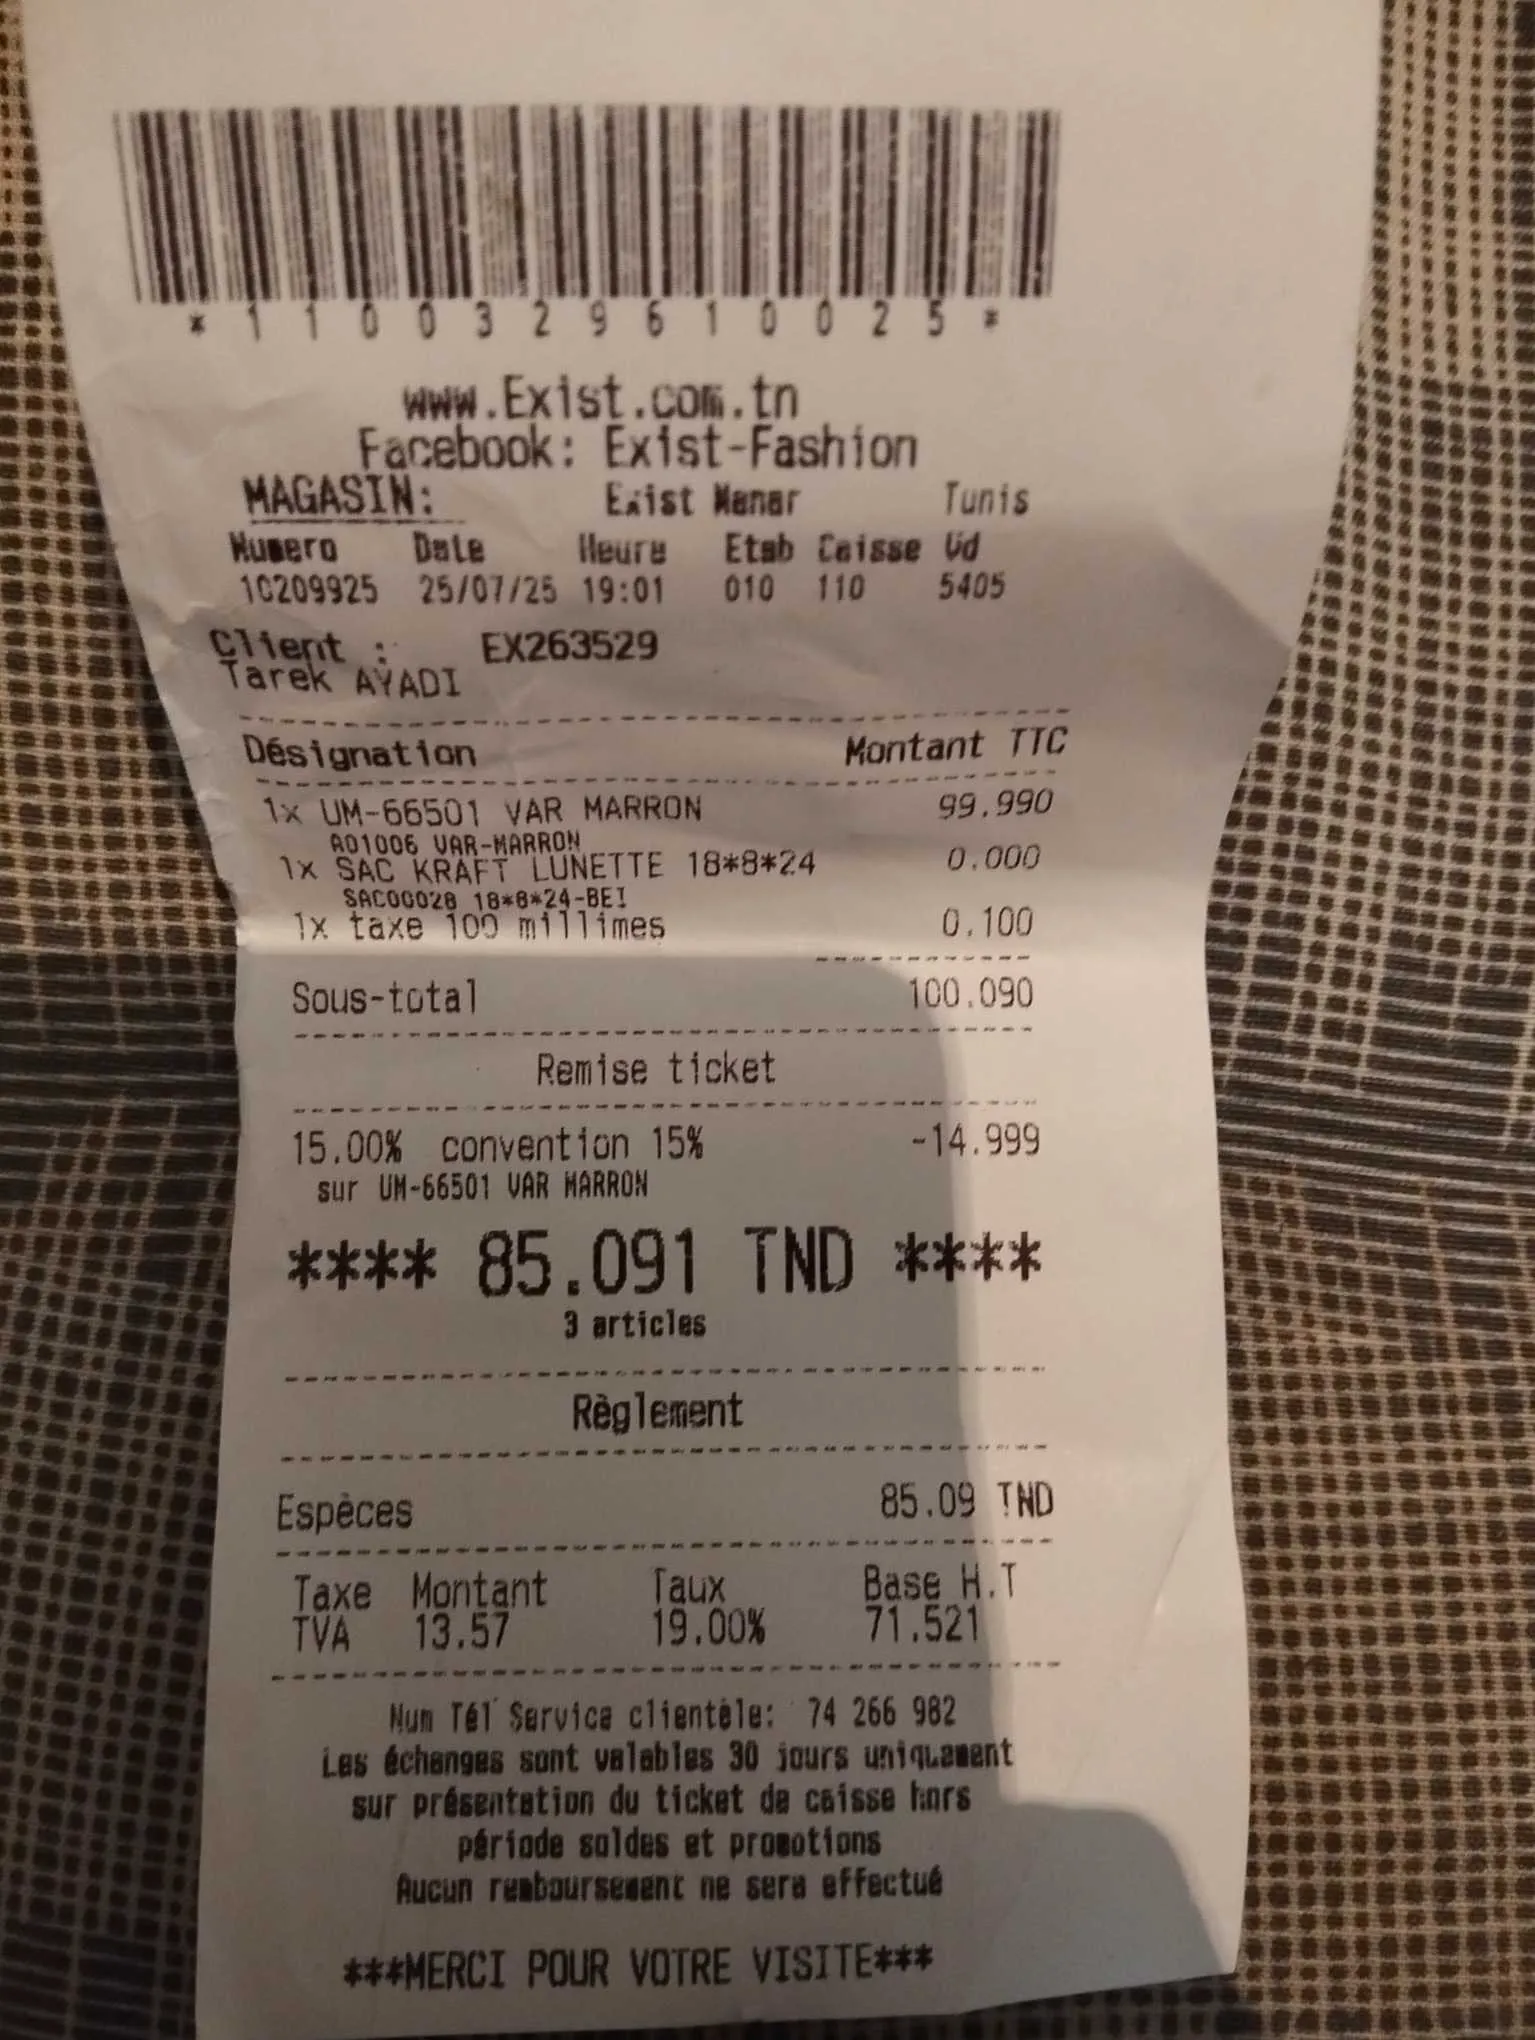 *1100329610025*
www.Exist.com.tn
Facebook: Exist-Fashion
MAGASIN: Exist Manar Tunis
Numero Date Heure Etab Caisse Vd
10209925 25/07/25 19:01 010 110 5405
Client : EX263529
Tarek AYADI
Désignation Montant TTC
1x UM-66501 VAR MARRON 99.990
A01006 VAR-MARRON
1x SAC KRAFT LUNETTE 18*8*24 0.000
SAC00028 18*8*24-BEI
1x taxe 100 millimes 0.100
Sous-total 100.090
Remise ticket
15.00% convention 15% -14.999
sur UM-66501 VAR MARRON
**** 85.091 TND ****
3 articles
Règlement
Espèces 85.09 TND
Taxe Montant Taux Base H.T
TVA 13.57 19.00% 71.521
Num Tél Service clientèle: 74 266 982
Les échanges sont valables 30 jours uniquement
sur présentation du ticket de caisse hors
période soldes et promotions
Aucun remboursement ne sera effectué
***MERCI POUR VOTRE VISITE***